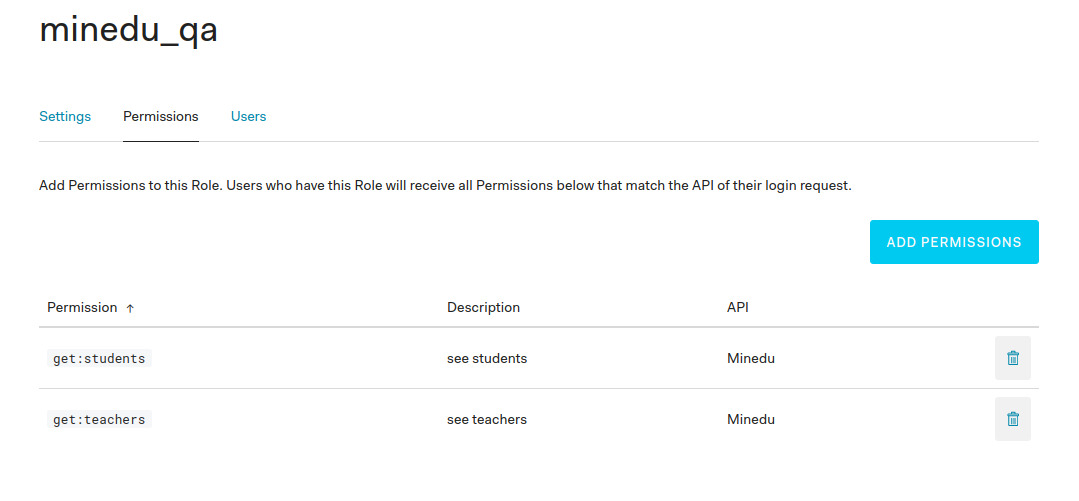 minedu_qa
Settings Permissions Users
Add Permissions to this Role. Users who have this Role will receive all Permissions below that match the API of their login request.
ADD PERMISSIONS
Permission ↑ Description API
get:students see students Minedu
get:teachers see teachers Minedu